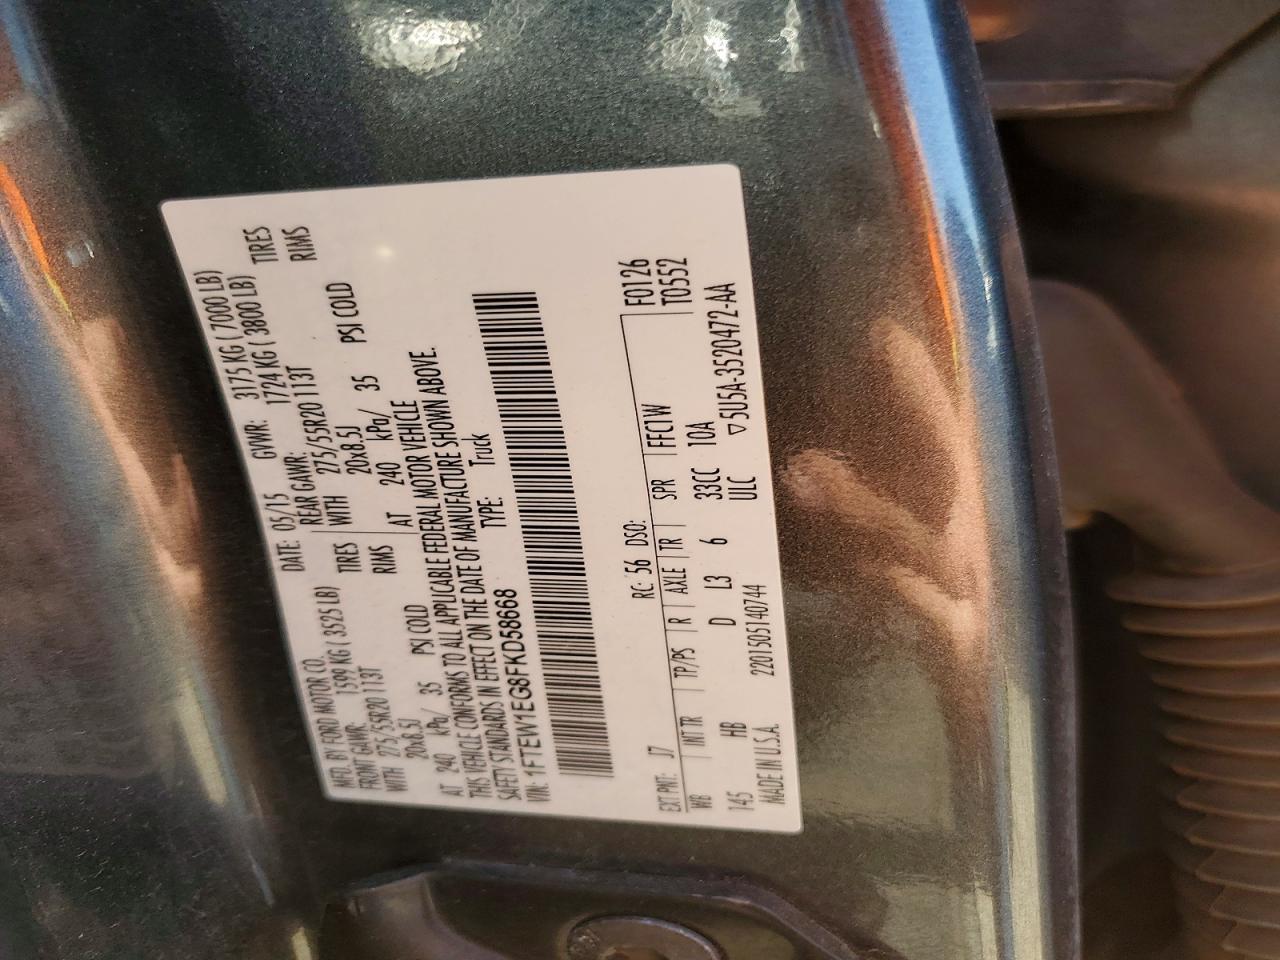 MFD. BY FORD MOTOR CO.
DATE: 05/15 GVWR: 3175 KG ( 7000 LB)
FRONT GAWR: 1599 KG ( 3525 LB) REAR GAWR: 1724 KG ( 3800 LB)
WITH 275/55R20 113T TIRES WITH 275/55R20 113T TIRES
20x8.5J RIMS 20x8.5J RIMS
AT 240 kPa/ 35 PSI COLD AT 240 kPa/ 35 PSI COLD
THIS VEHICLE CONFORMS TO ALL APPLICABLE FEDERAL MOTOR VEHICLE
SAFETY STANDARDS IN EFFECT ON THE DATE OF MANUFACTURE SHOWN ABOVE.
VIN: 1FTEW1EG8FKD58668 TYPE: Truck
F0126
T0552
EXT PNT: J7 RC: 56 DSO:
WB INT TR TP/PS R AXLE TR SPR FFC1W
145 HB D L3 6 33CC 10A
MADE IN U.S.A. 2201505140744 ULC ▽5U5A-3520472-AA